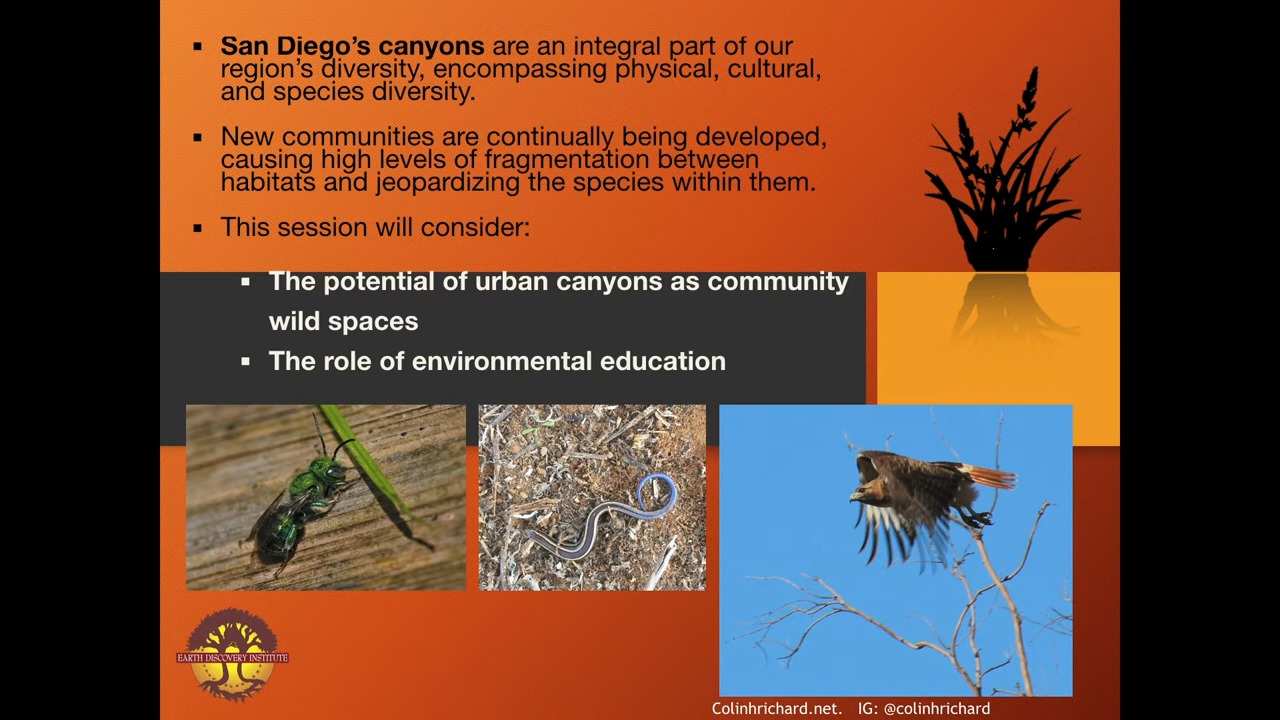 ▪ San Diego’s canyons are an integral part of our
region’s diversity, encompassing physical, cultural,
and species diversity.
▪ New communities are continually being developed,
causing high levels of fragmentation between
habitats and jeopardizing the species within them.
▪ This session will consider:
▪ The potential of urban canyons as community
wild spaces
▪ The role of environmental education
EARTH DISCOVERY INSTITUTE
Colinhrichard.net. IG: @colinhrichard